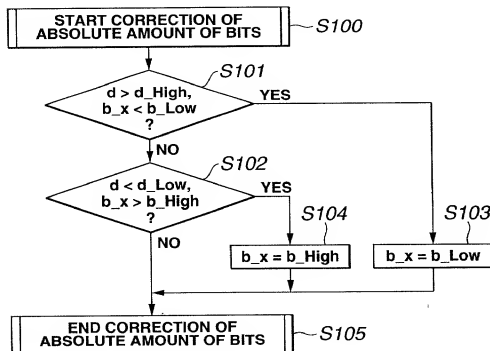 START CORRECTION OF
ABSOLUTE AMOUNT OF BITS
S100
S101
d > d_High,
b_x < b_Low
?
YES
NO
S102
d < d_Low,
b_x > b_High
?
YES
NO
S104
S103
b_x = b_High
b_x = b_Low
END CORRECTION OF
ABSOLUTE AMOUNT OF BITS
S105